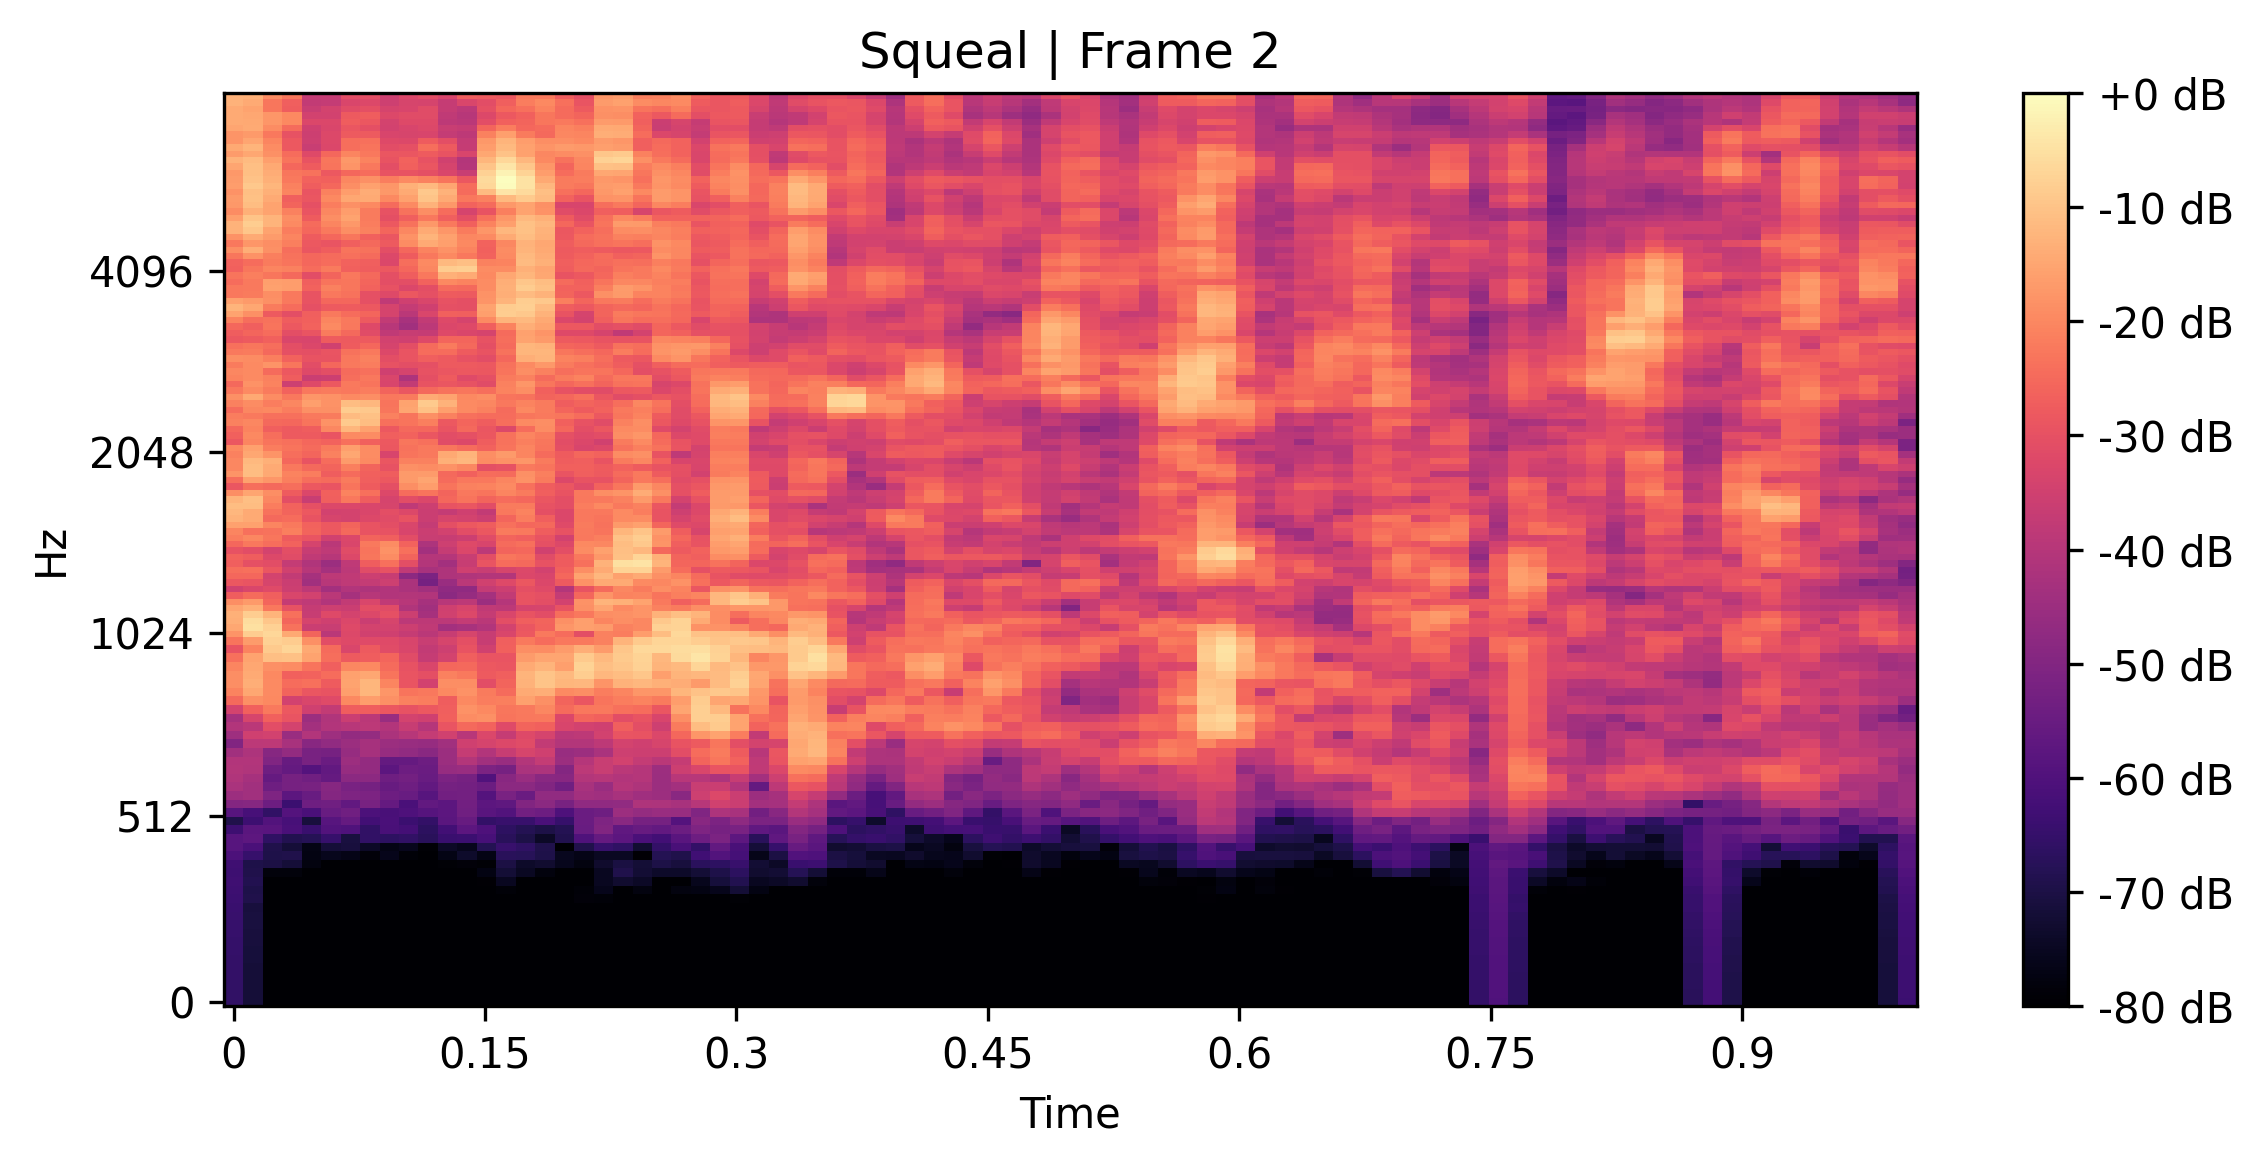 Squeal | Frame 2
+0 dB
-10 dB
-20 dB
-30 dB
-40 dB
-50 dB
-60 dB
-70 dB
-80 dB
Hz
4096
2048
1024
512
0
0 0.15 0.3 0.45 0.6 0.75 0.9
Time